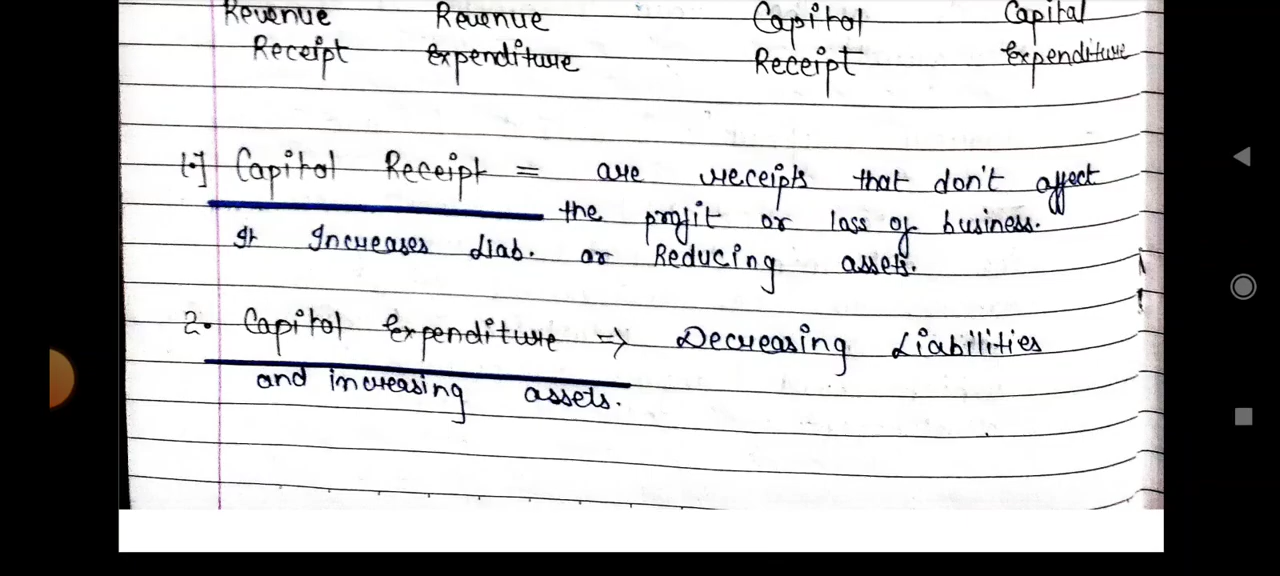 Revenue Revenue Capital Capital
Receipt Expenditure Receipt Expenditure
1.] Capital Receipt = are receipts that don't affect
the profit or loss of business.
It Increases Liab. or Reducing assets.
2. Capital Expenditure => Decreasing Liabilities
and increasing assets.